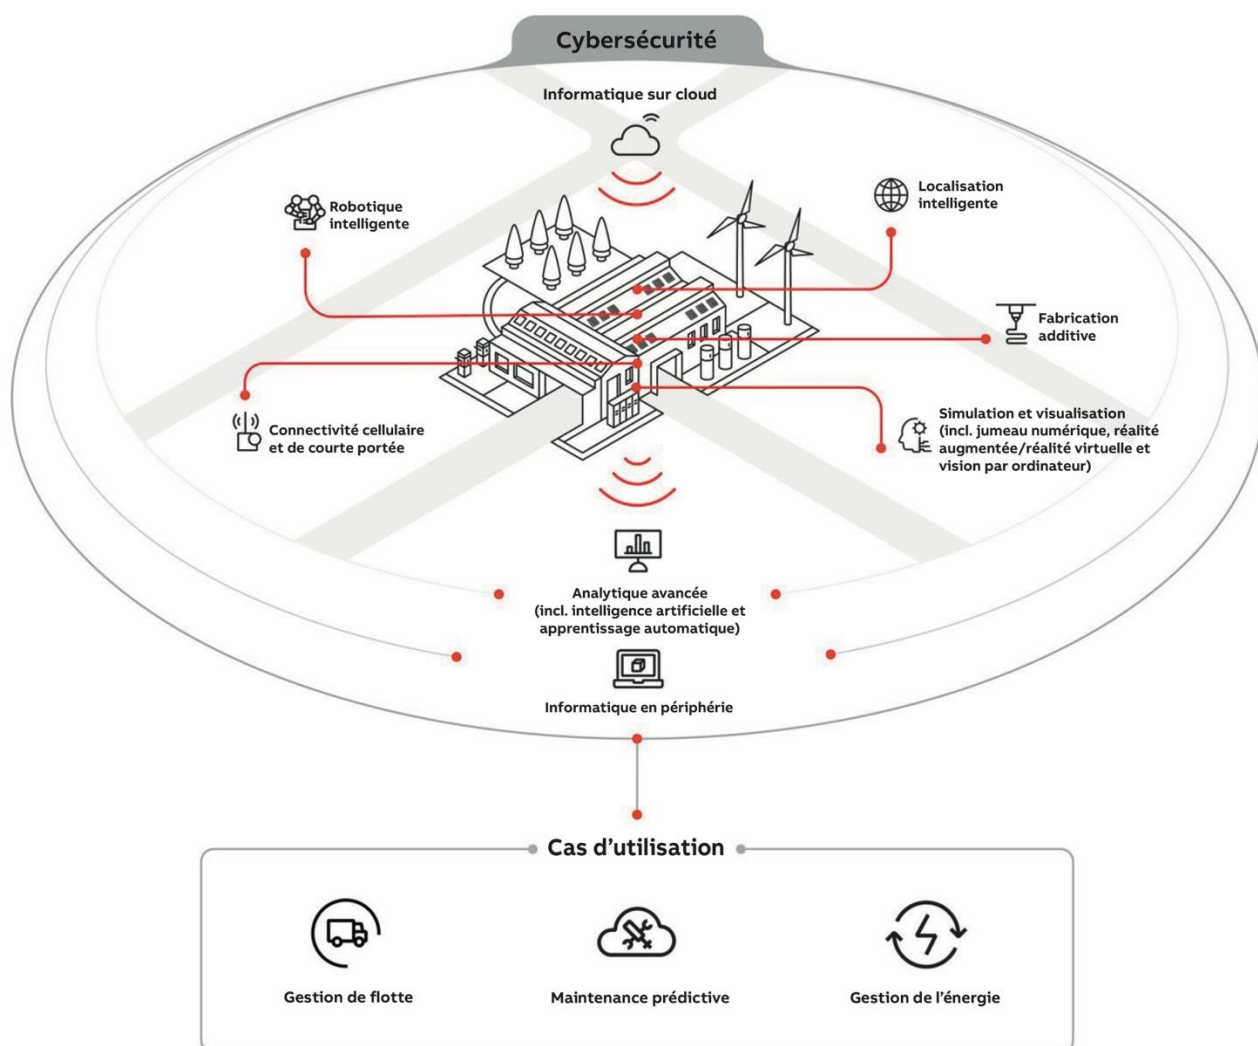 Cybersécurité
Informatique sur cloud
Robotique
intelligente
Localisation
intelligente
Fabrication
additive
Connectivité cellulaire
et de courte portée
Simulation et visualisation
(incl. jumeau numérique, réalité
augmentée/réalité virtuelle et
vision par ordinateur)
Analytique avancée
(incl. intelligence artificielle et
apprentissage automatique)
Informatique en périphérie
Cas d’utilisation
Gestion de flotte
Maintenance prédictive
Gestion de l’énergie